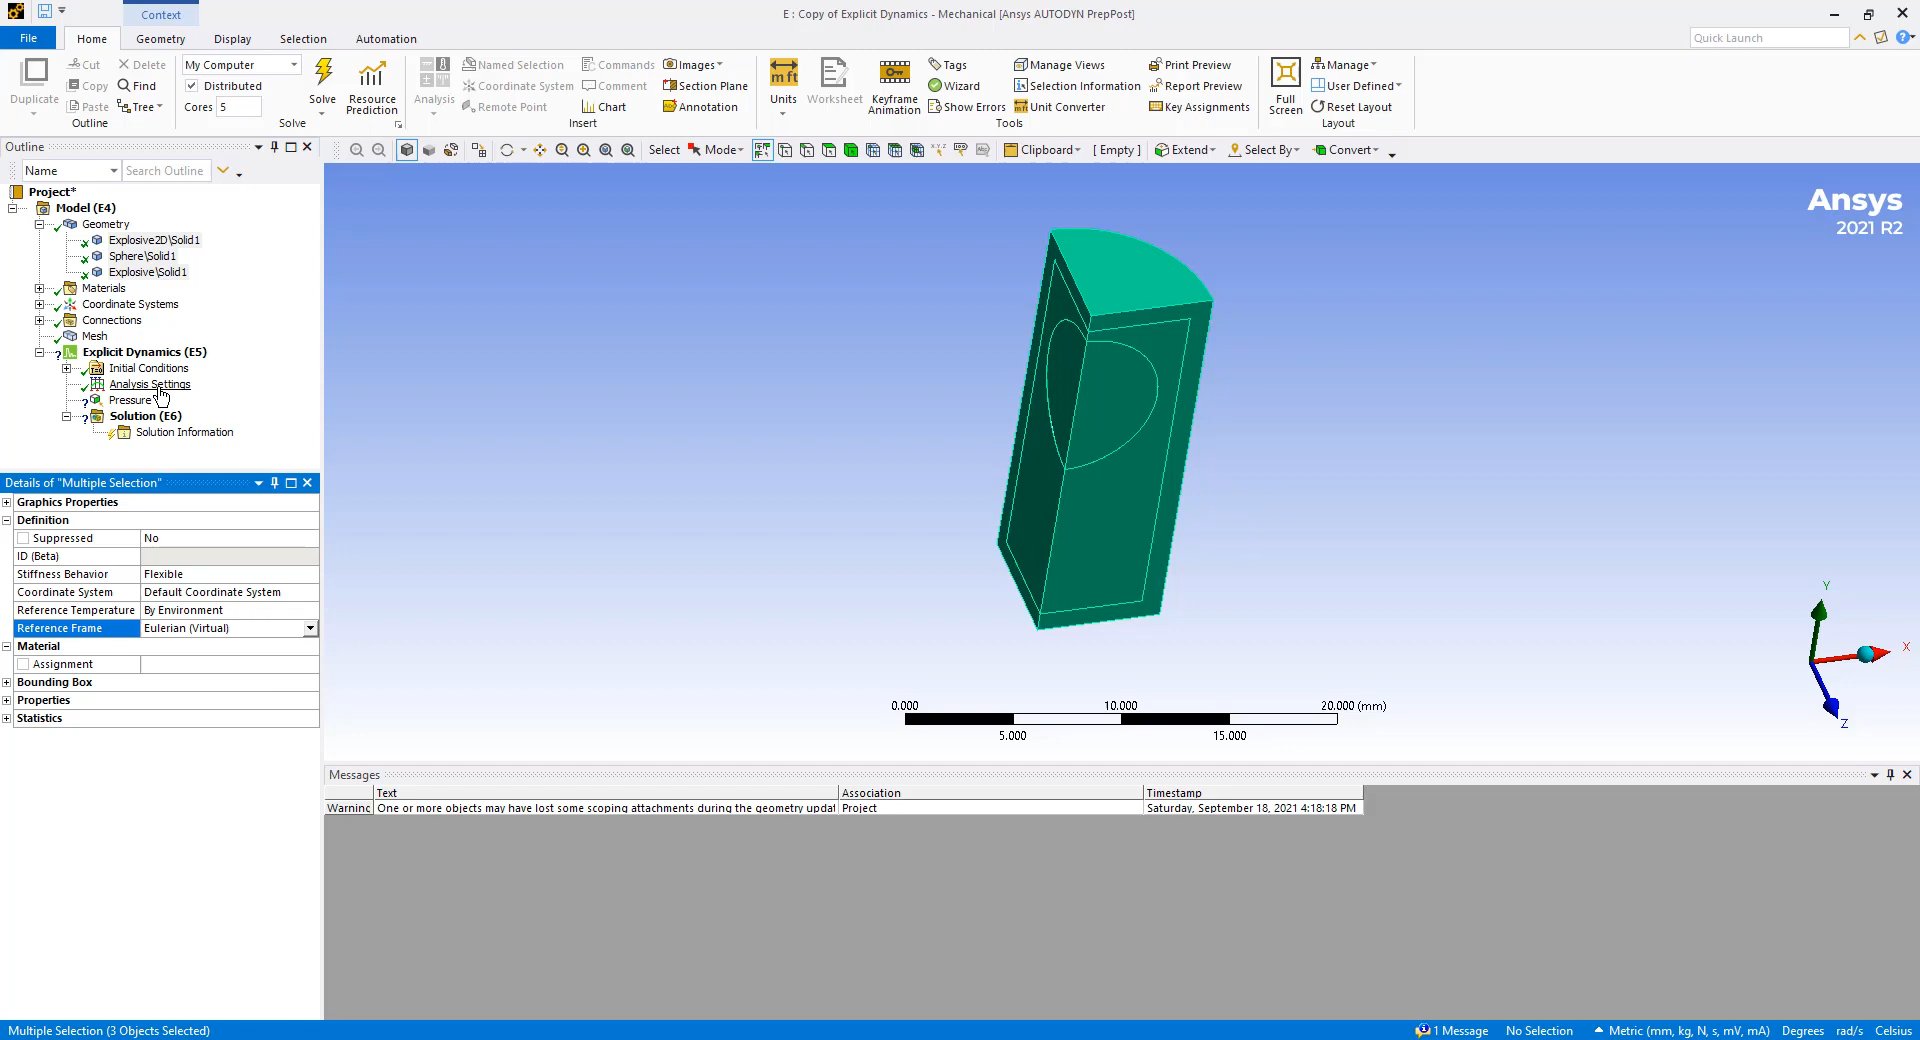 Context
E : Copy of Explicit Dynamics - Mechanical [Ansys AUTODYN PrepPost]
File
Home
Geometry
Display
Selection
Automation
Quick Launch
Duplicate
Cut
Copy
Paste
Delete
Find
Tree
Outline
My Computer
Distributed
Cores 5
Solve
Resource
Prediction
Solve
Analysis
Named Selection
Coordinate System
Remote Point
Commands
Comment
Chart
Images
Section Plane
Annotation
Insert
Units
Worksheet
Keyframe
Animation
Tags
Wizard
Show Errors
Manage Views
Selection Information
Unit Converter
Print Preview
Report Preview
Key Assignments
Tools
Full
Screen
Manage
User Defined
Reset Layout
Layout
Outline
Name
Search Outline
Select
Mode
Clipboard
[ Empty ]
Extend
Select By
Convert
Project*
Model (E4)
Geometry
Explosive2D\Solid1
Sphere\Solid1
Explosive\Solid1
Materials
Coordinate Systems
Connections
Mesh
Explicit Dynamics (E5)
Initial Conditions
Analysis Settings
Pressure
Solution (E6)
Solution Information
Details of "Multiple Selection"
Graphics Properties
Definition
Suppressed No
ID (Beta)
Stiffness Behavior Flexible
Coordinate System Default Coordinate System
Reference Temperature By Environment
Reference Frame Eulerian (Virtual)
Material
Assignment
Bounding Box
Properties
Statistics
Ansys
2021 R2
Y
X
Z
0.000 10.000 20.000 (mm)
5.000 15.000
Messages
Text Association Timestamp
Warninc One or more objects may have lost some scoping attachments during the geometry updat Project Saturday, September 18, 2021 4:18:18 PM
Multiple Selection (3 Objects Selected)
1 Message No Selection Metric (mm, kg, N, s, mV, mA) Degrees rad/s Celsius